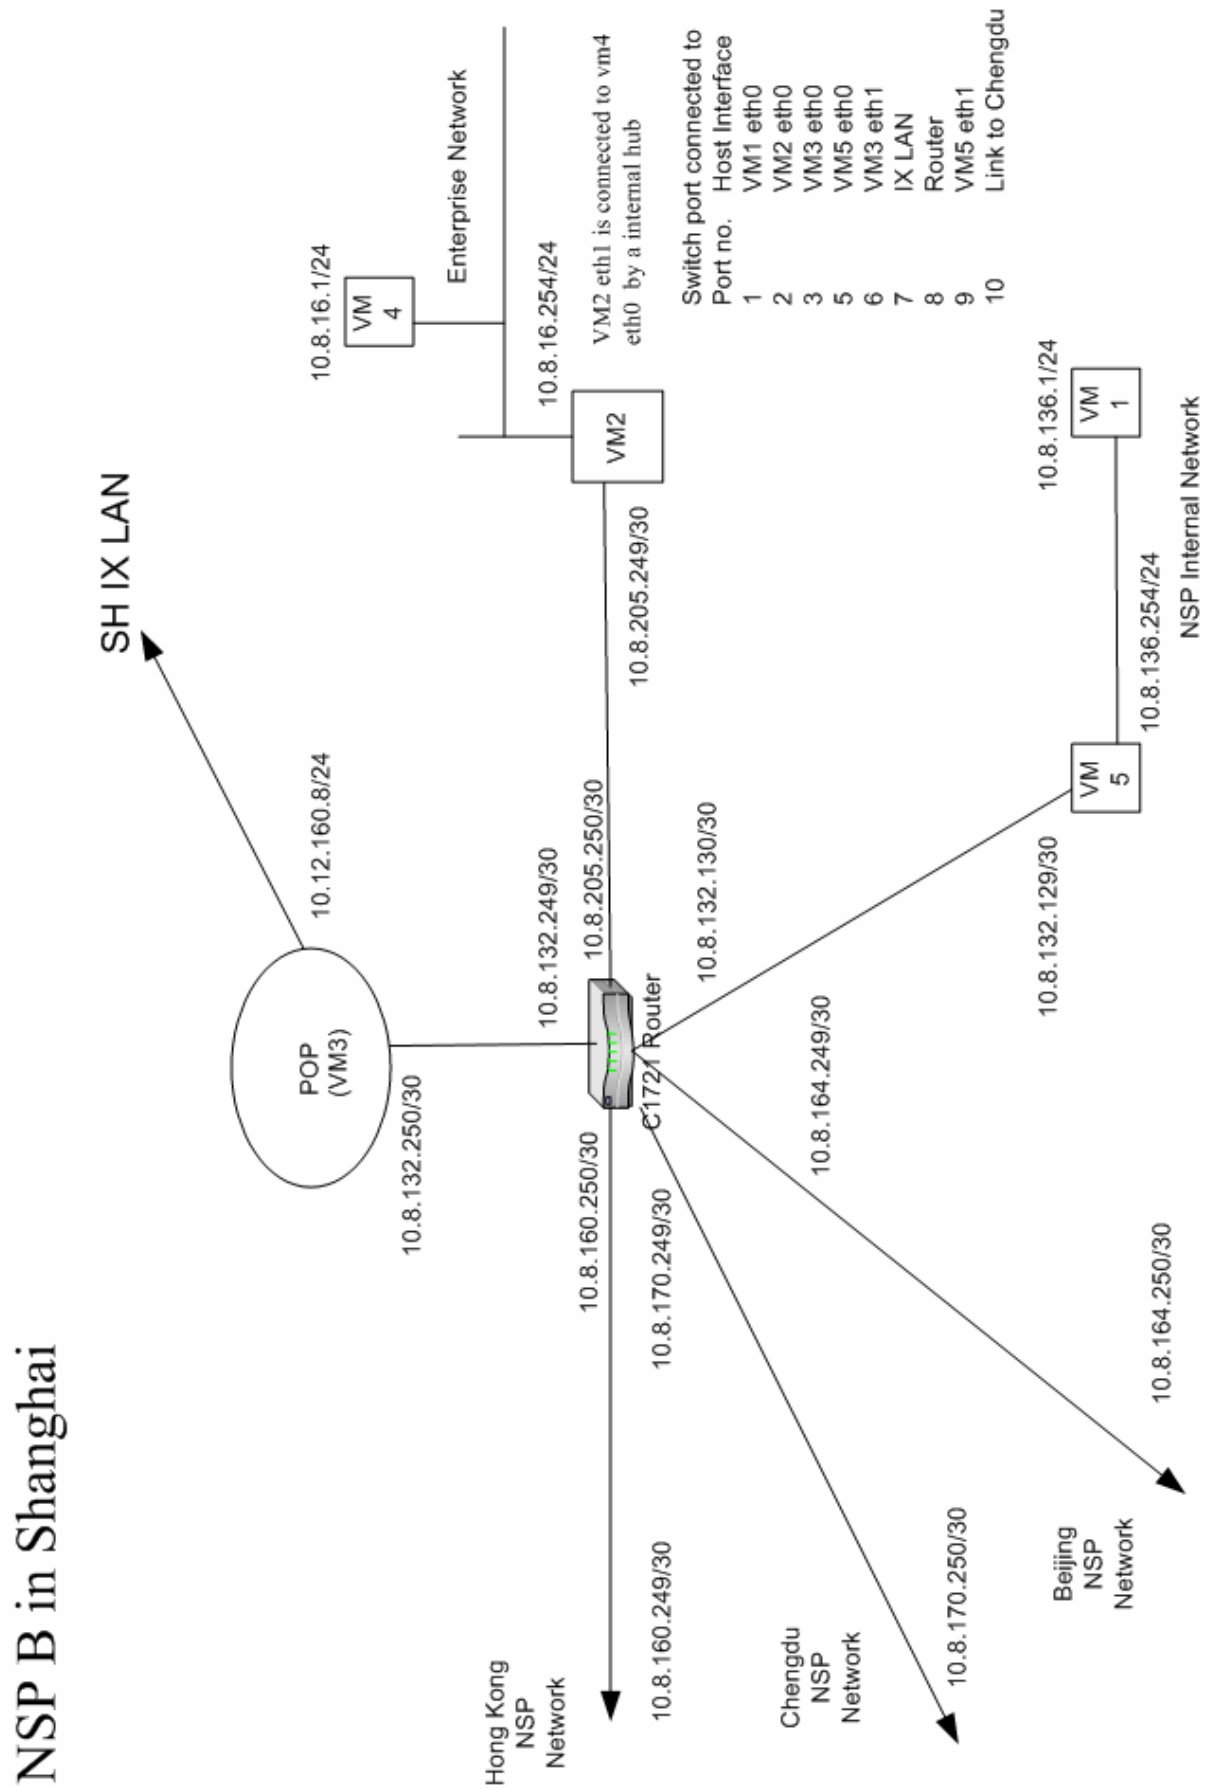 NSP B in Shanghai
SH IX LAN
10.12.160.8/24
POP
(VM3)
10.8.132.250/30
10.8.132.249/30
10.8.16.1/24
VM
4
Enterprise Network
10.8.16.254/24
VM2 eth1 is connected to vm4
eth0 by a internal hub
VM2
10.8.205.249/30
10.8.205.250/30
C1721 Router
10.8.160.250/30
Hong Kong
NSP
Network
10.8.160.249/30
10.8.170.249/30
Chengdu
NSP
Network
10.8.170.250/30
10.8.164.249/30
Beijing
NSP
Network
10.8.164.250/30
10.8.132.130/30
10.8.132.129/30
VM
5
10.8.136.254/24
10.8.136.1/24
VM
1
NSP Internal Network
Switch port connected to
Port no. Host Interface
1 VM1 eth0
2 VM2 eth0
3 VM3 eth0
5 VM5 eth0
6 VM3 eth1
7 IX LAN
8 Router
9 VM5 eth1
10 Link to Chengdu